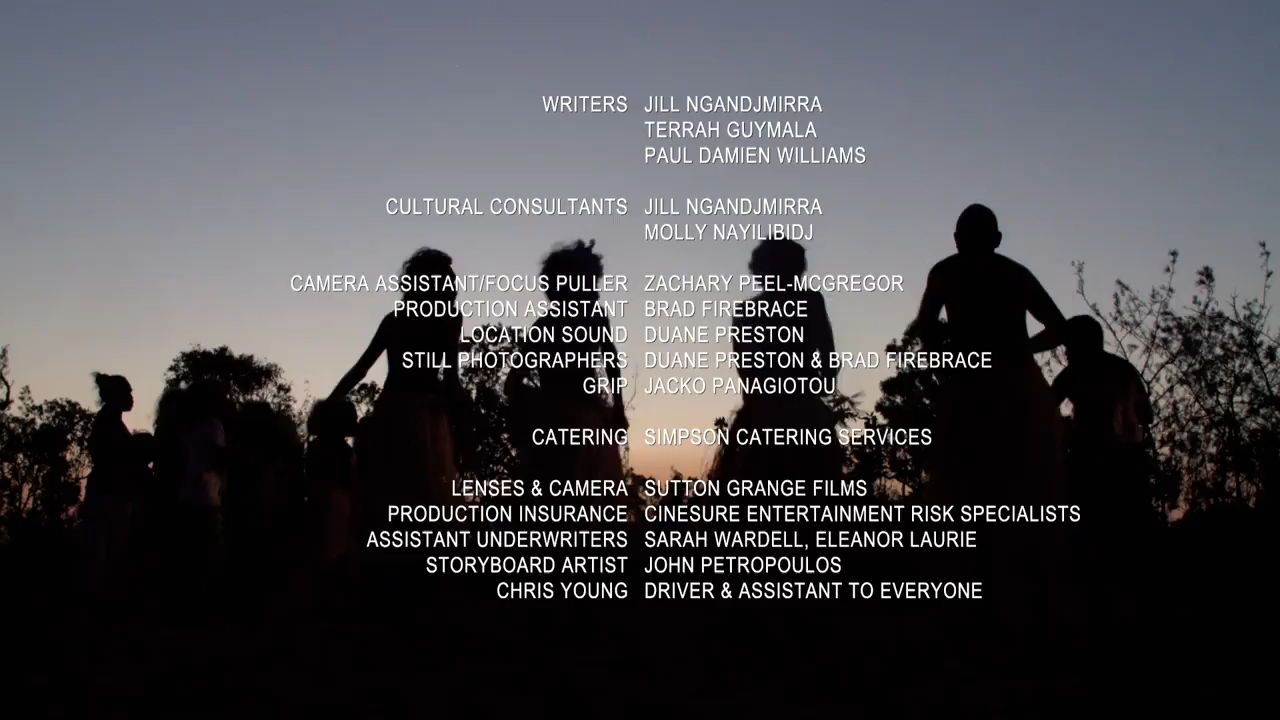 WRITERS JILL NGANDJMIRRA
TERRAH GUYMALA
PAUL DAMIEN WILLIAMS
CULTURAL CONSULTANTS JILL NGANDJMIRRA
MOLLY NAYILIBIDJ
CAMERA ASSISTANT/FOCUS PULLER ZACHARY PEEL-MCGREGOR
PRODUCTION ASSISTANT BRAD FIREBRACE
LOCATION SOUND DUANE PRESTON
STILL PHOTOGRAPHERS DUANE PRESTON & BRAD FIREBRACE
GRIP JACKO PANAGIOTOU
CATERING SIMPSON CATERING SERVICES
LENSES & CAMERA SUTTON GRANGE FILMS
PRODUCTION INSURANCE CINESURE ENTERTAINMENT RISK SPECIALISTS
ASSISTANT UNDERWRITERS SARAH WARDELL, ELEANOR LAURIE
STORYBOARD ARTIST JOHN PETROPOULOS
CHRIS YOUNG DRIVER & ASSISTANT TO EVERYONE